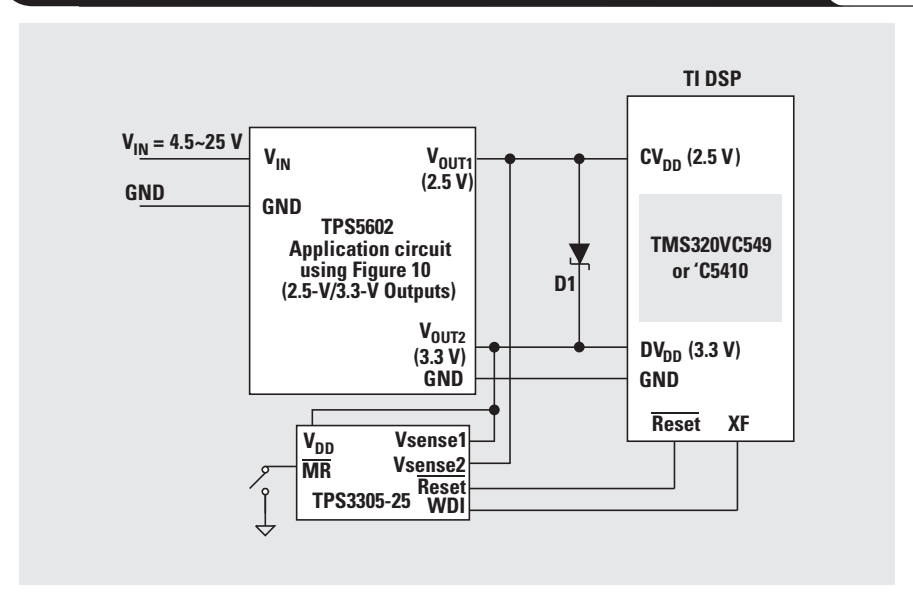 TI DSP
V_IN = 4.5~25 V
GND
V_IN
GND
V_OUT1
(2.5 V)
TPS5602
Application circuit
using Figure 10
(2.5-V/3.3-V Outputs)
V_OUT2
(3.3 V)
GND
D1
CV_DD (2.5 V)
TMS320VC549
or ‘C5410
DV_DD (3.3 V)
GND
Reset XF
V_DD
MR
Vsense1
Vsense2
Reset
WDI
TPS3305-25